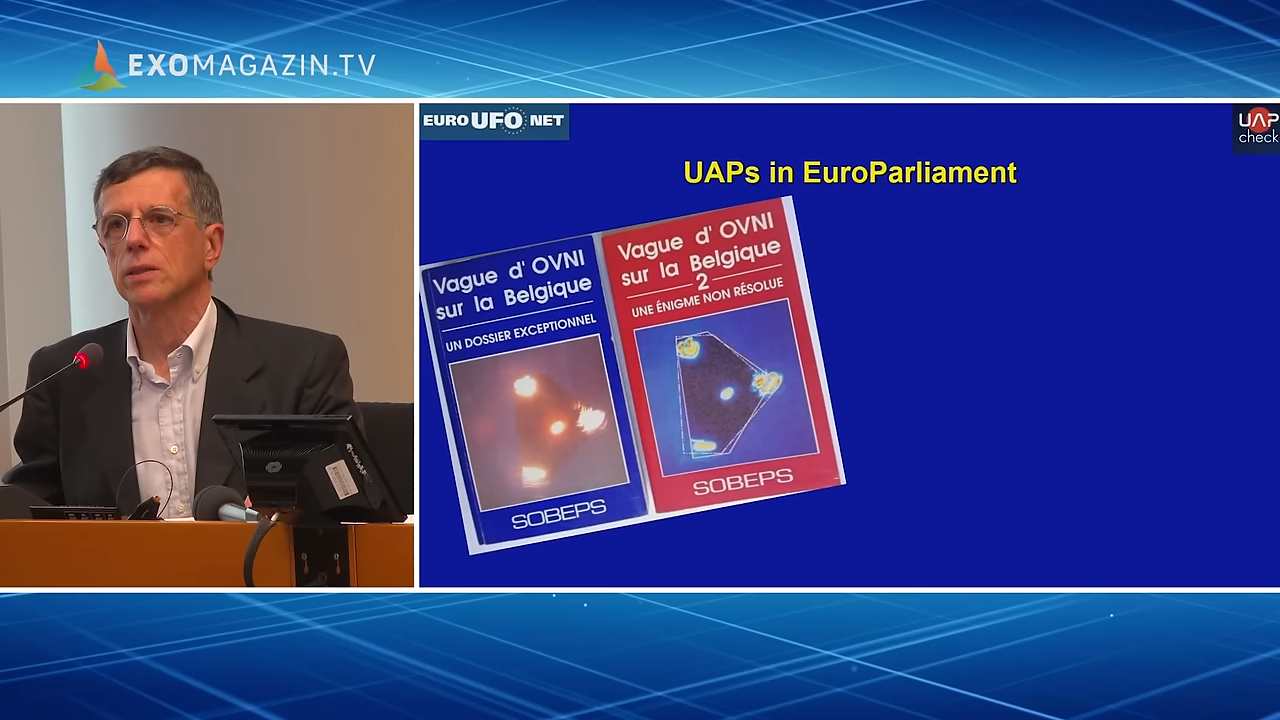 EXOMAGAZIN.TV
EURO UFO NET
UAP
check
UAPs in EuroParliament
Vague d' OVNI
sur la Belgique
UN DOSSIER EXCEPTIONNEL
SOBEPS
Vague d' OVNI
sur la Belgique
2
UNE ÉNIGME NON RÉSOLUE
SOBEPS